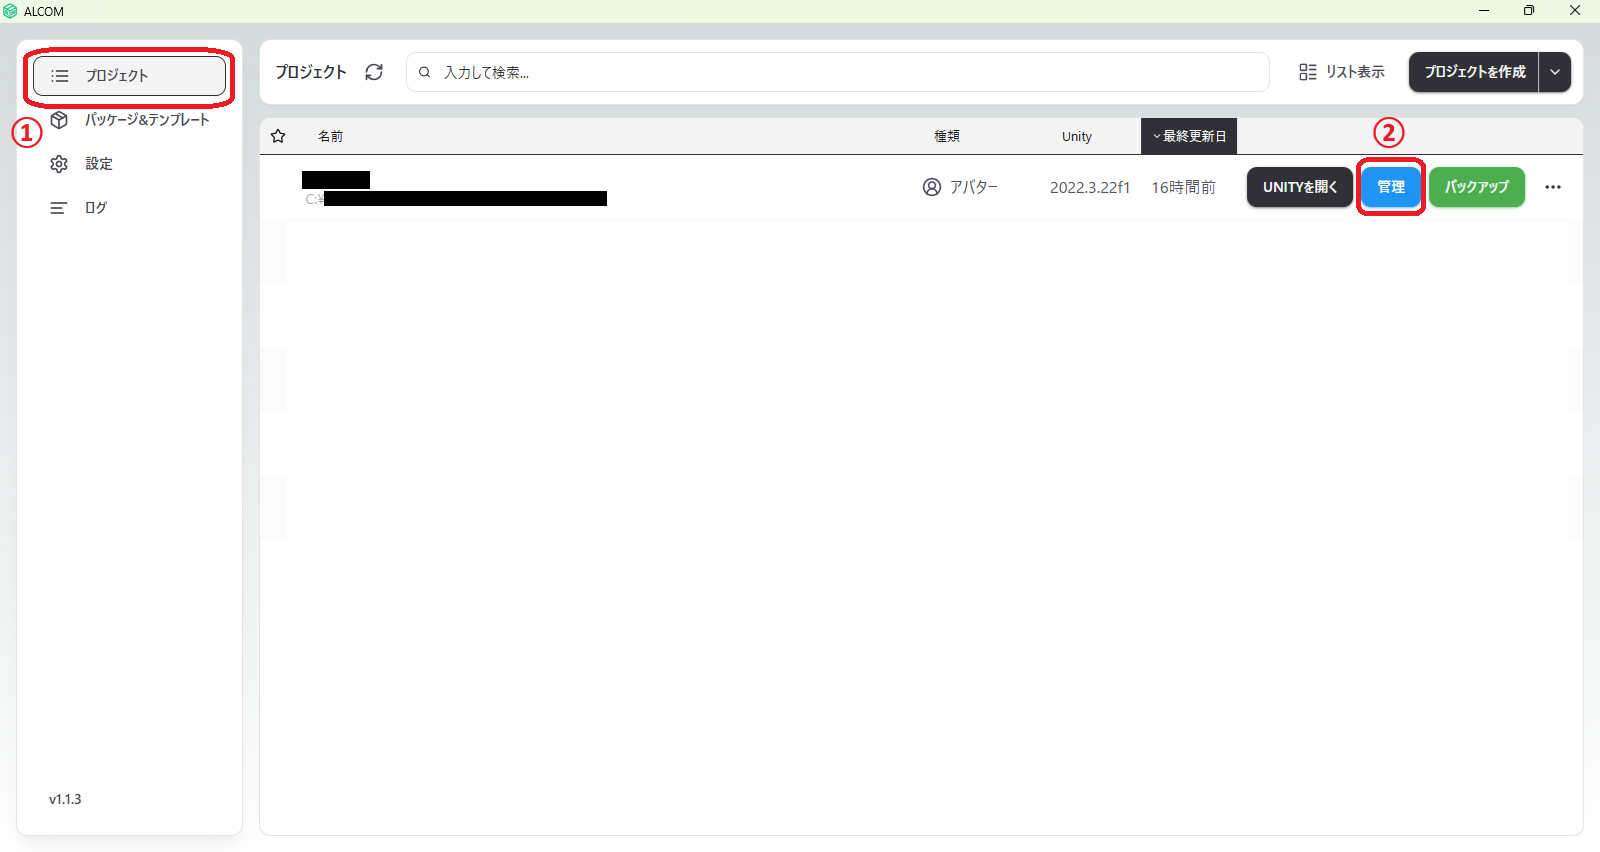 ALCOM
プロジェクト
①
パッケージ&テンプレート
設定
ログ
v1.1.3
プロジェクト
入力して検索...
リスト表示
プロジェクトを作成
名前
種類
Unity
最終更新日
②
C:¥
アバター
2022.3.22f1
16時間前
UNITYを開く
管理
バックアップ